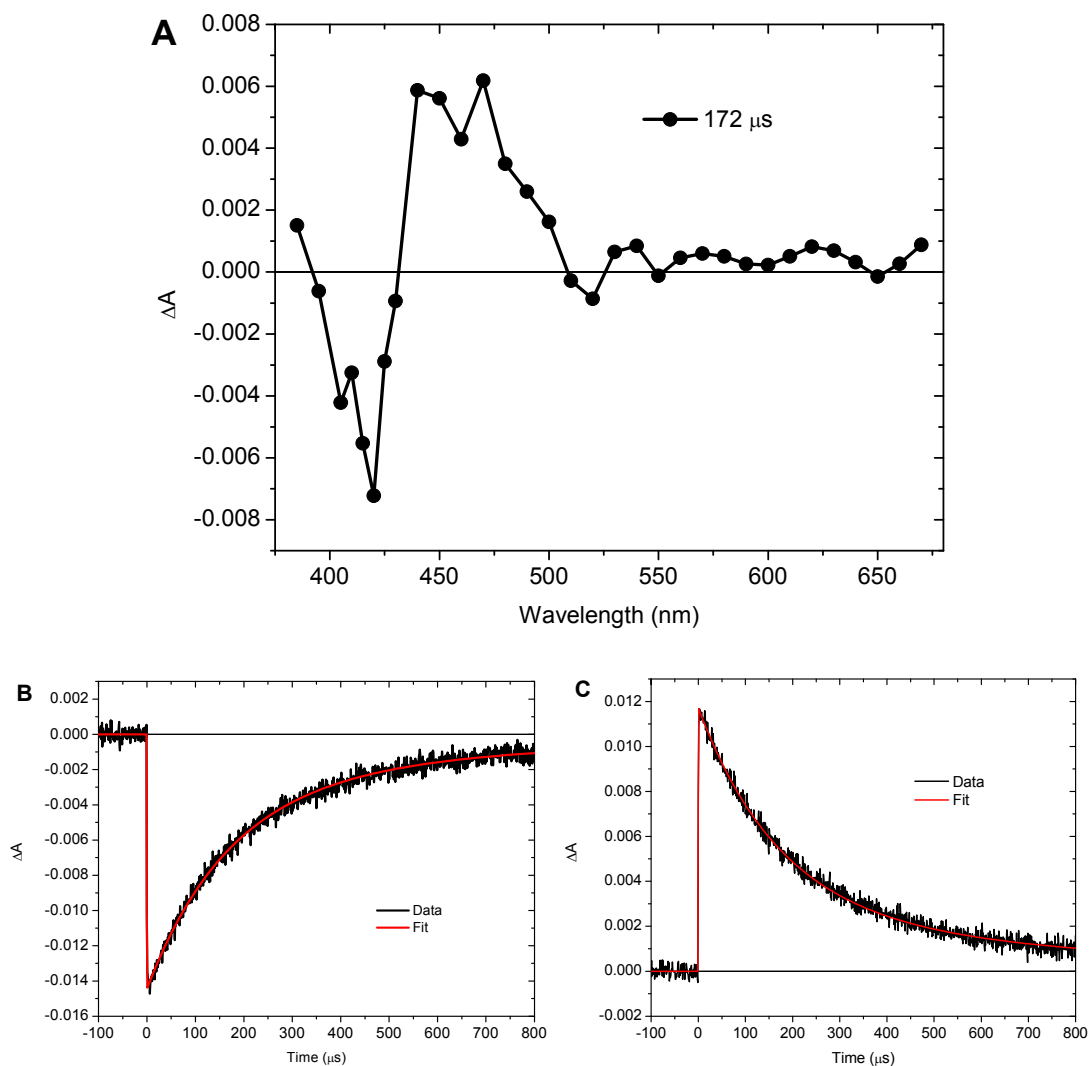 A
0.008
0.006
0.004
0.002
0.000
-0.002
-0.004
-0.006
-0.008
ΔA
172 μs
400 450 500 550 600 650
Wavelength (nm)
B
0.002
0.000
-0.002
-0.004
-0.006
-0.008
-0.010
-0.012
-0.014
-0.016
ΔA
Data
Fit
-100 0 100 200 300 400 500 600 700 800
Time (μs)
C
0.012
0.010
0.008
0.006
0.004
0.002
0.000
-0.002
ΔA
Data
Fit
-100 0 100 200 300 400 500 600 700 800
Time (μs)